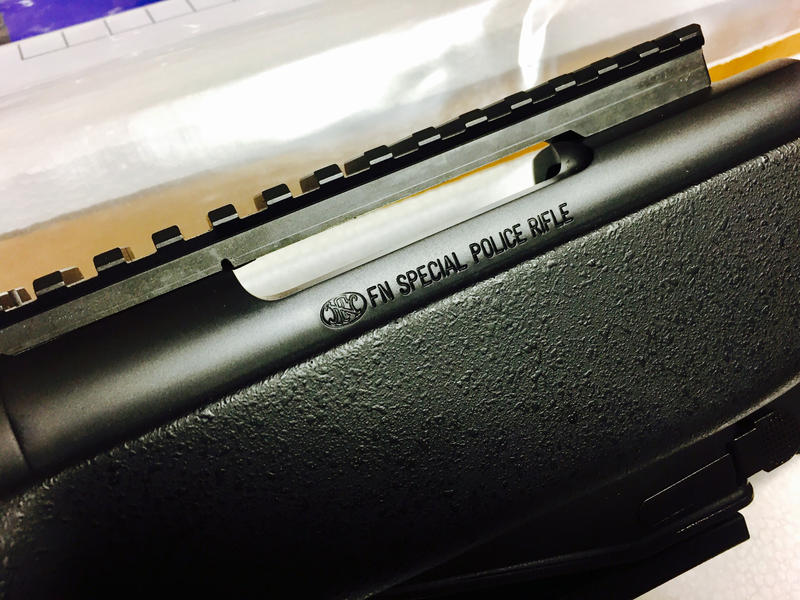 FN SPECIAL POLICE RIFLE